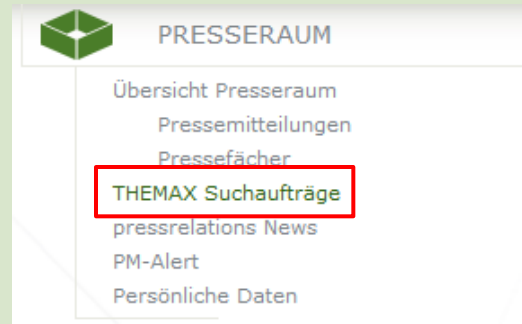 PRESSERAUM
Übersicht Presseraum
Pressemitteilungen
Pressefächer
THEMAX Suchaufträge
pressrelations News
PM-Alert
Persönliche Daten